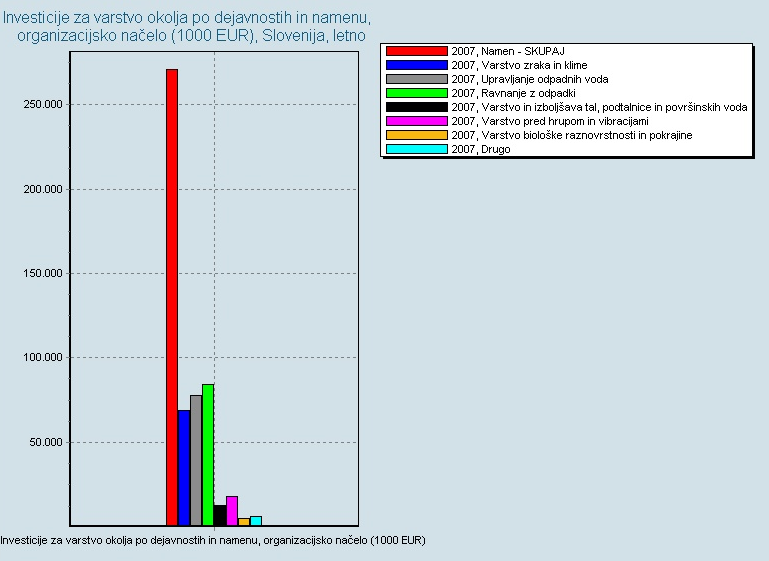 Investicije za varstvo okolja po dejavnostih in namenu,
organizacijsko načelo (1000 EUR), Slovenija, letno
2007, Namen - SKUPAJ
2007, Varstvo zraka in klime
2007, Upravljanje odpadnih voda
2007, Ravnanje z odpadki
2007, Varstvo in izboljšava tal, podtalnice in površinskih voda
2007, Varstvo pred hrupom in vibracijami
2007, Varstvo biološke raznovrstnosti in pokrajine
2007, Drugo
250.000
200.000
150.000
100.000
50.000
Investicije za varstvo okolja po dejavnostih in namenu, organizacijsko načelo (1000 EUR)